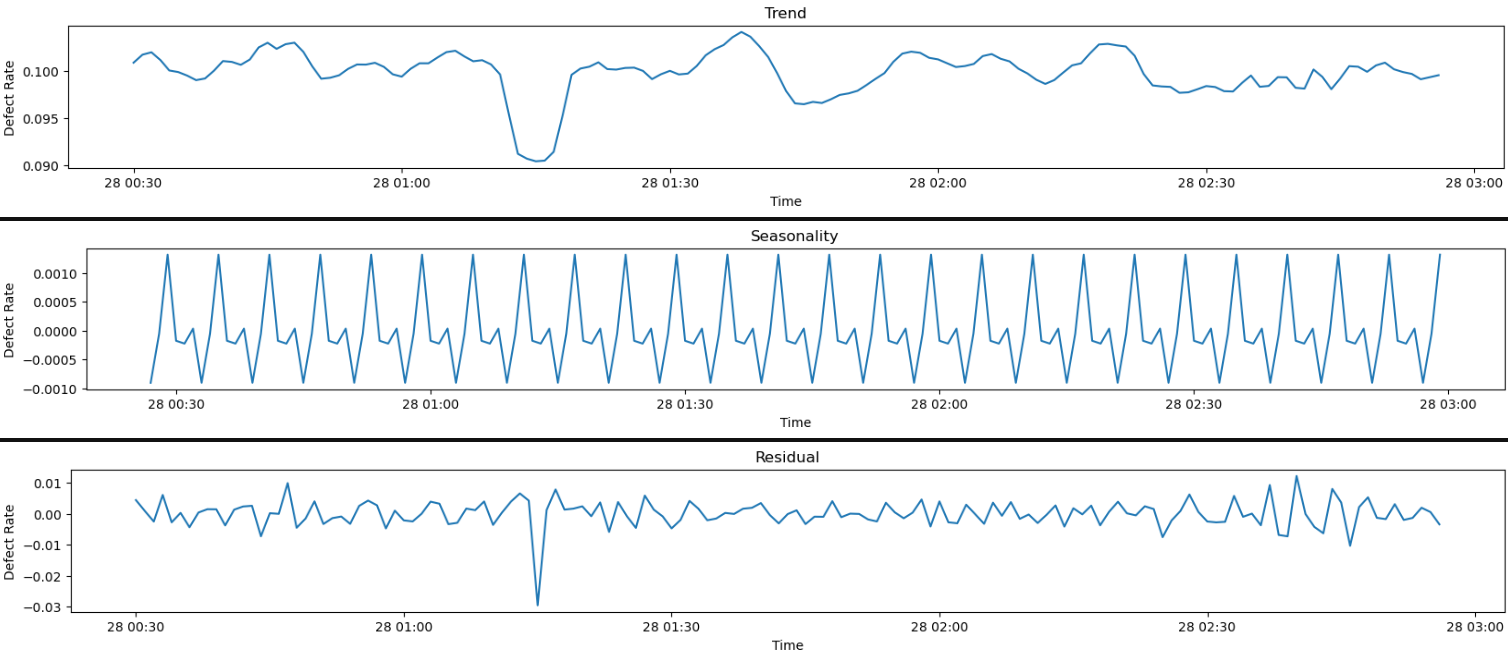 Trend
Defect Rate
0.100
0.095
0.090
28 00:30 28 01:00 28 01:30 28 02:00 28 02:30 28 03:00
Time
Seasonality
Defect Rate
0.0010
0.0005
0.0000
−0.0005
−0.0010
28 00:30 28 01:00 28 01:30 28 02:00 28 02:30 28 03:00
Time
Residual
Defect Rate
0.01
0.00
−0.01
−0.02
−0.03
28 00:30 28 01:00 28 01:30 28 02:00 28 02:30 28 03:00
Time